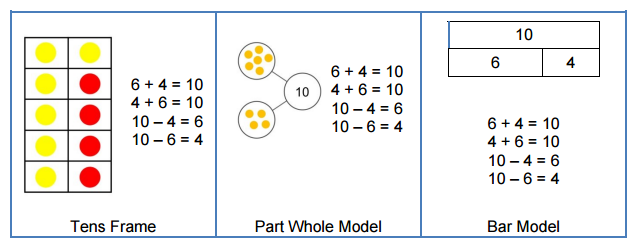 6 + 4 = 10
4 + 6 = 10
10 – 4 = 6
10 – 6 = 4
Tens Frame
10
6 + 4 = 10
4 + 6 = 10
10 – 4 = 6
10 – 6 = 4
Part Whole Model
10
6 4
6 + 4 = 10
4 + 6 = 10
10 – 4 = 6
10 – 6 = 4
Bar Model